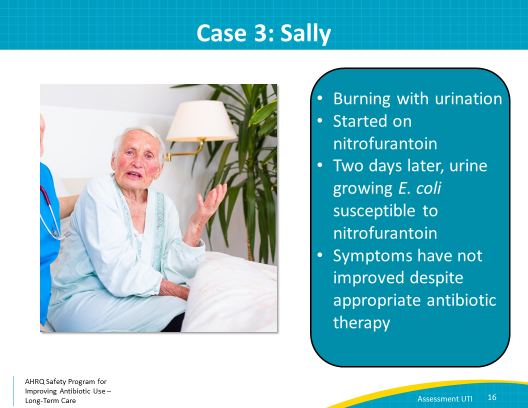 Case 3: Sally
• Burning with urination
• Started on
nitrofurantoin
• Two days later, urine
growing E. coli
susceptible to
nitrofurantoin
• Symptoms have not
improved despite
appropriate antibiotic
therapy
AHRQ Safety Program for
Improving Antibiotic Use –
Long-Term Care
Assessment UTI 16